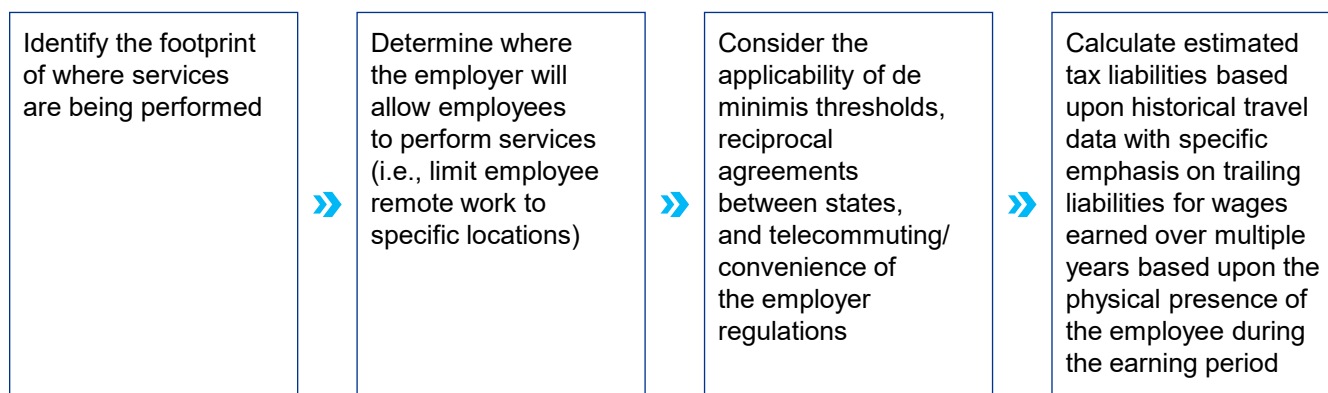 Identify the footprint
of where services
are being performed
Determine where
the employer will
allow employees
to perform services
(i.e., limit employee
remote work to
specific locations)
Consider the
applicability of de
minimis thresholds,
reciprocal
agreements
between states,
and telecommuting/
convenience of
the employer
regulations
Calculate estimated
tax liabilities based
upon historical travel
data with specific
emphasis on trailing
liabilities for wages
earned over multiple
years based upon the
physical presence of
the employee during
the earning period